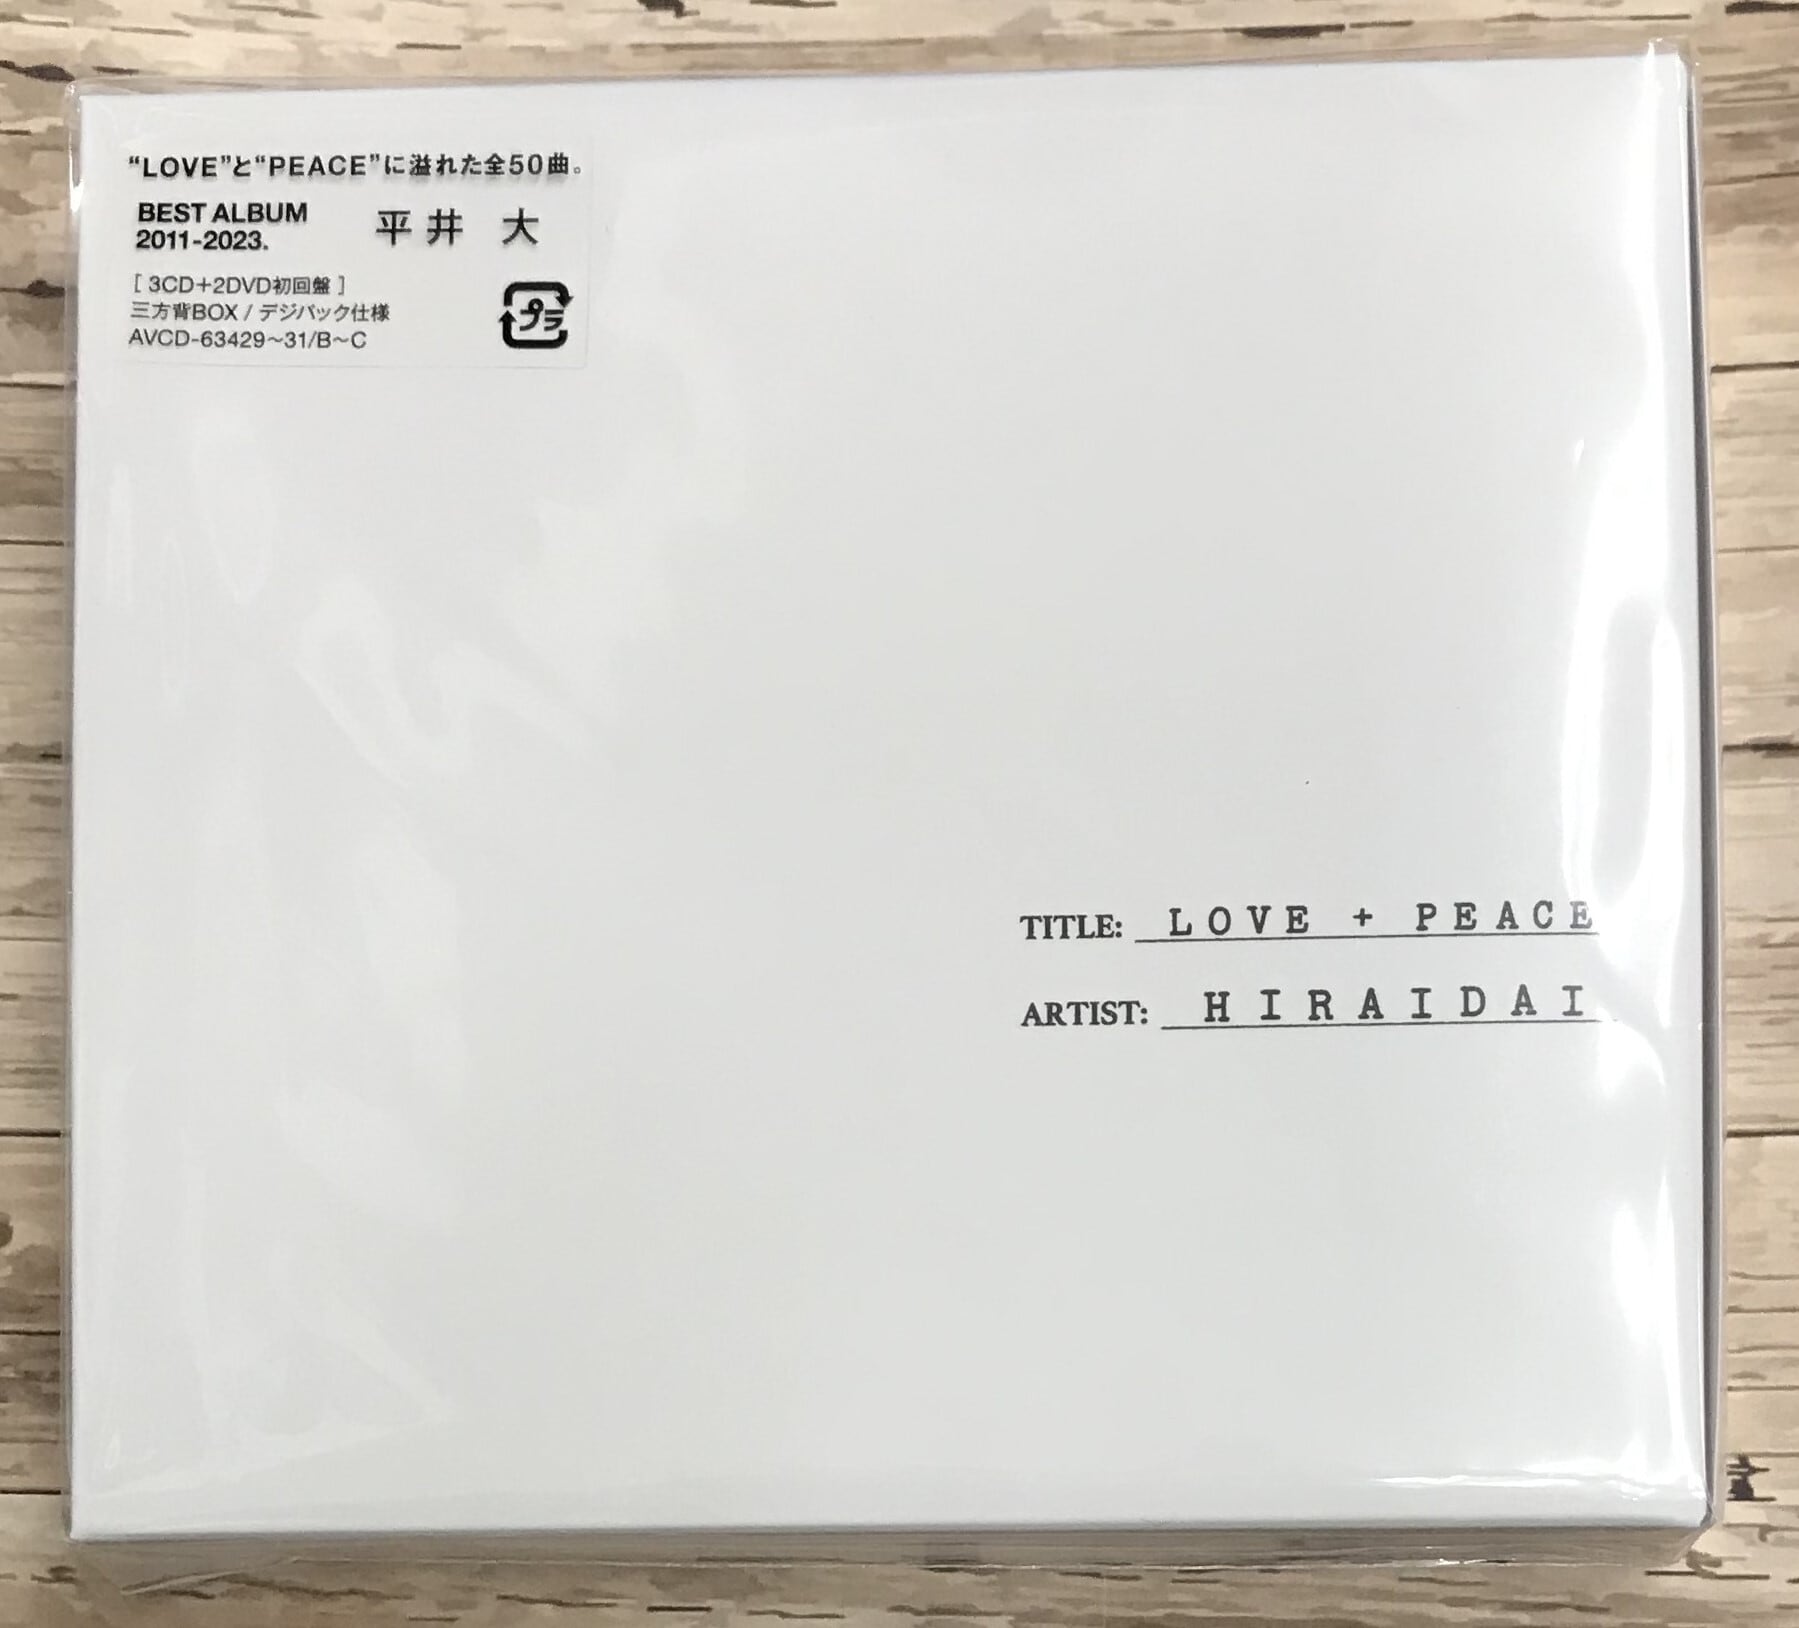 “LOVE”と“PEACE”に溢れた全50曲。
BEST ALBUM
2011-2023.
平井 大
[ 3CD+2DVD初回盤 ]
三方背BOX / デジパック仕様
AVCD-63429~31/B~C
プラ
TITLE: LOVE + PEACE
ARTIST: HIRAIDAI